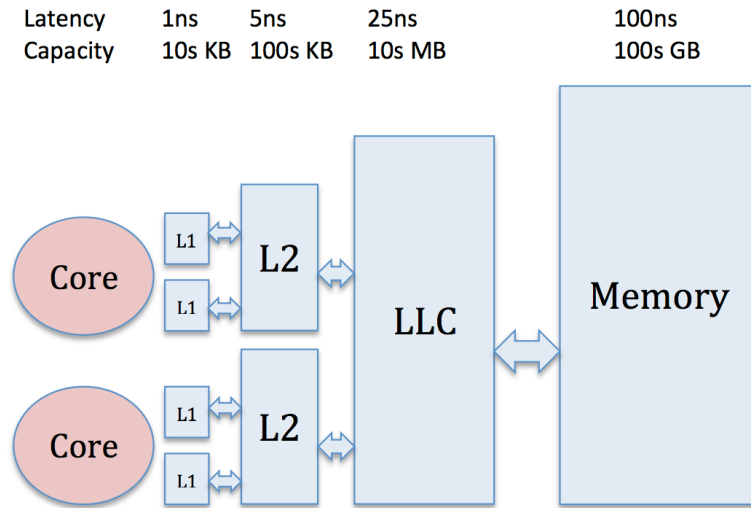 Latency 1ns 5ns 25ns 100ns
Capacity 10s KB 100s KB 10s MB 100s GB
L1
Core L2
L1
LLC Memory
L1
Core L2
L1